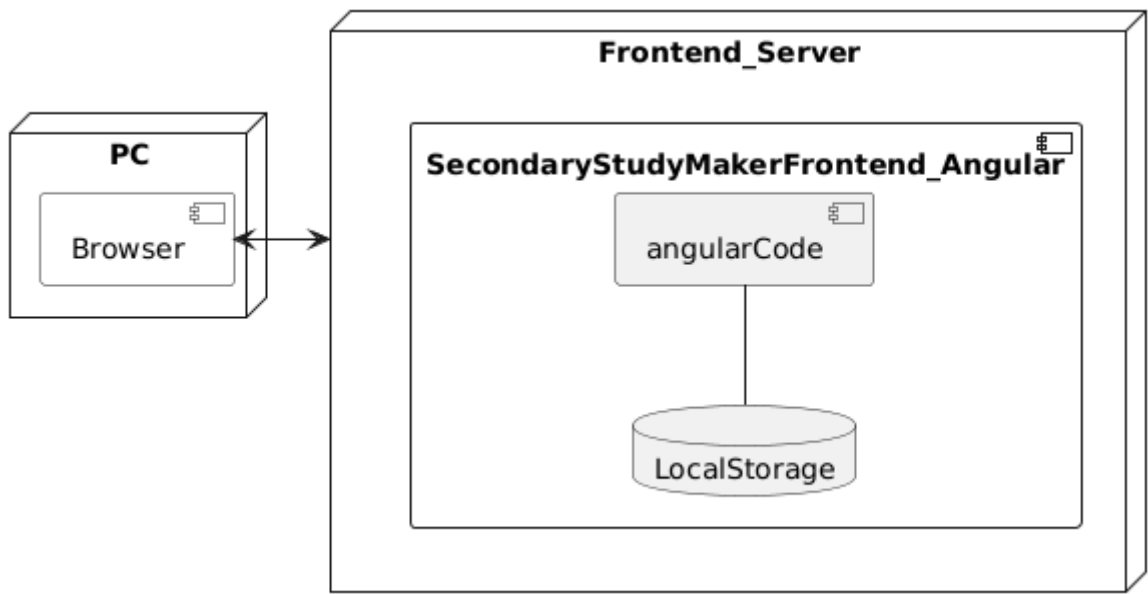 Frontend_Server
PC
SecondaryStudyMakerFrontend_Angular
Browser
angularCode
LocalStorage